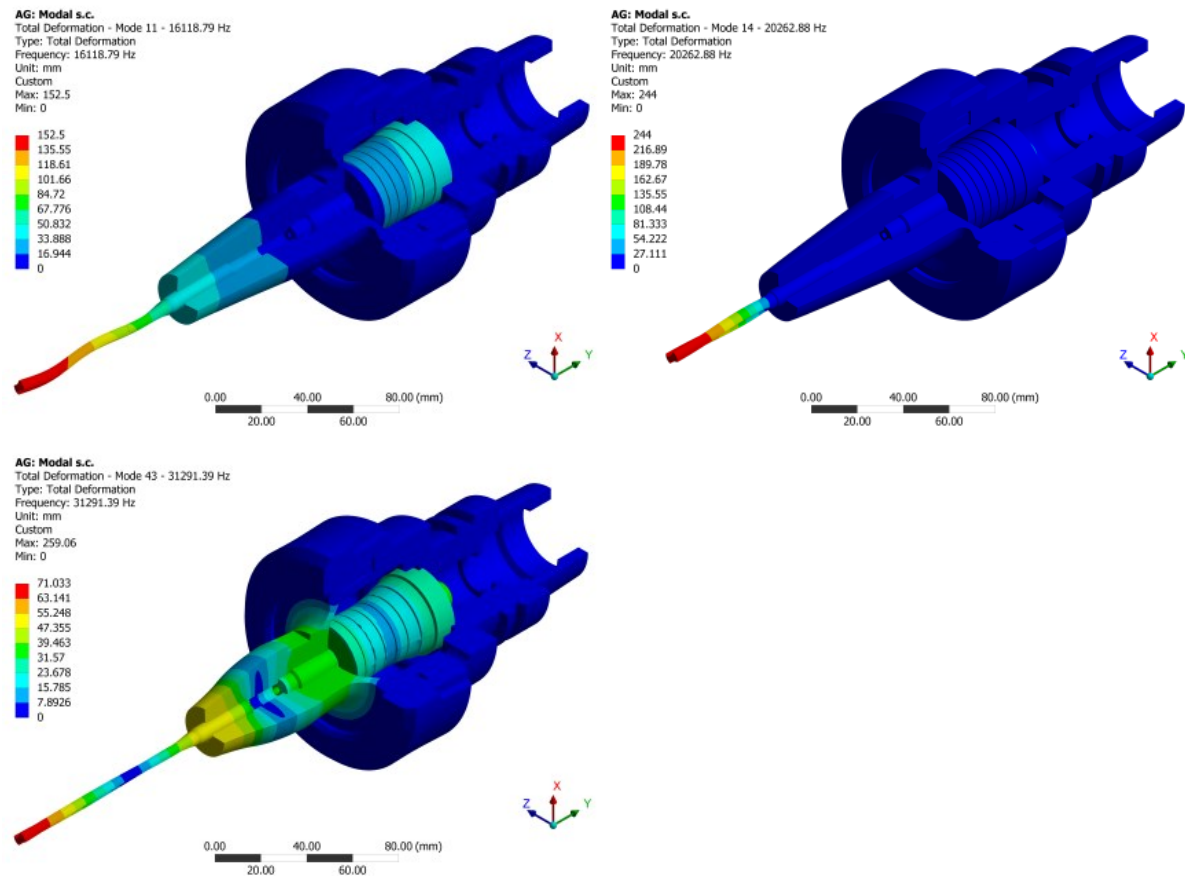 AG: Modal s.c.
Total Deformation - Mode 11 - 16118.79 Hz
Type: Total Deformation
Frequency: 16118.79 Hz
Unit: mm
Custom
Max: 152.5
Min: 0
152.5
135.55
118.61
101.66
84.72
67.776
50.832
33.888
16.944
0
X
Z Y
0.00 40.00 80.00 (mm)
20.00 60.00
AG: Modal s.c.
Total Deformation - Mode 14 - 20262.88 Hz
Type: Total Deformation
Frequency: 20262.88 Hz
Unit: mm
Custom
Max: 244
Min: 0
244
216.89
189.78
162.67
135.55
108.44
81.333
54.222
27.111
0
X
Z Y
0.00 40.00 80.00 (mm)
20.00 60.00
AG: Modal s.c.
Total Deformation - Mode 43 - 31291.39 Hz
Type: Total Deformation
Frequency: 31291.39 Hz
Unit: mm
Custom
Max: 259.06
Min: 0
71.033
63.141
55.248
47.355
39.463
31.57
23.678
15.785
7.8926
0
X
Z Y
0.00 40.00 80.00 (mm)
20.00 60.00